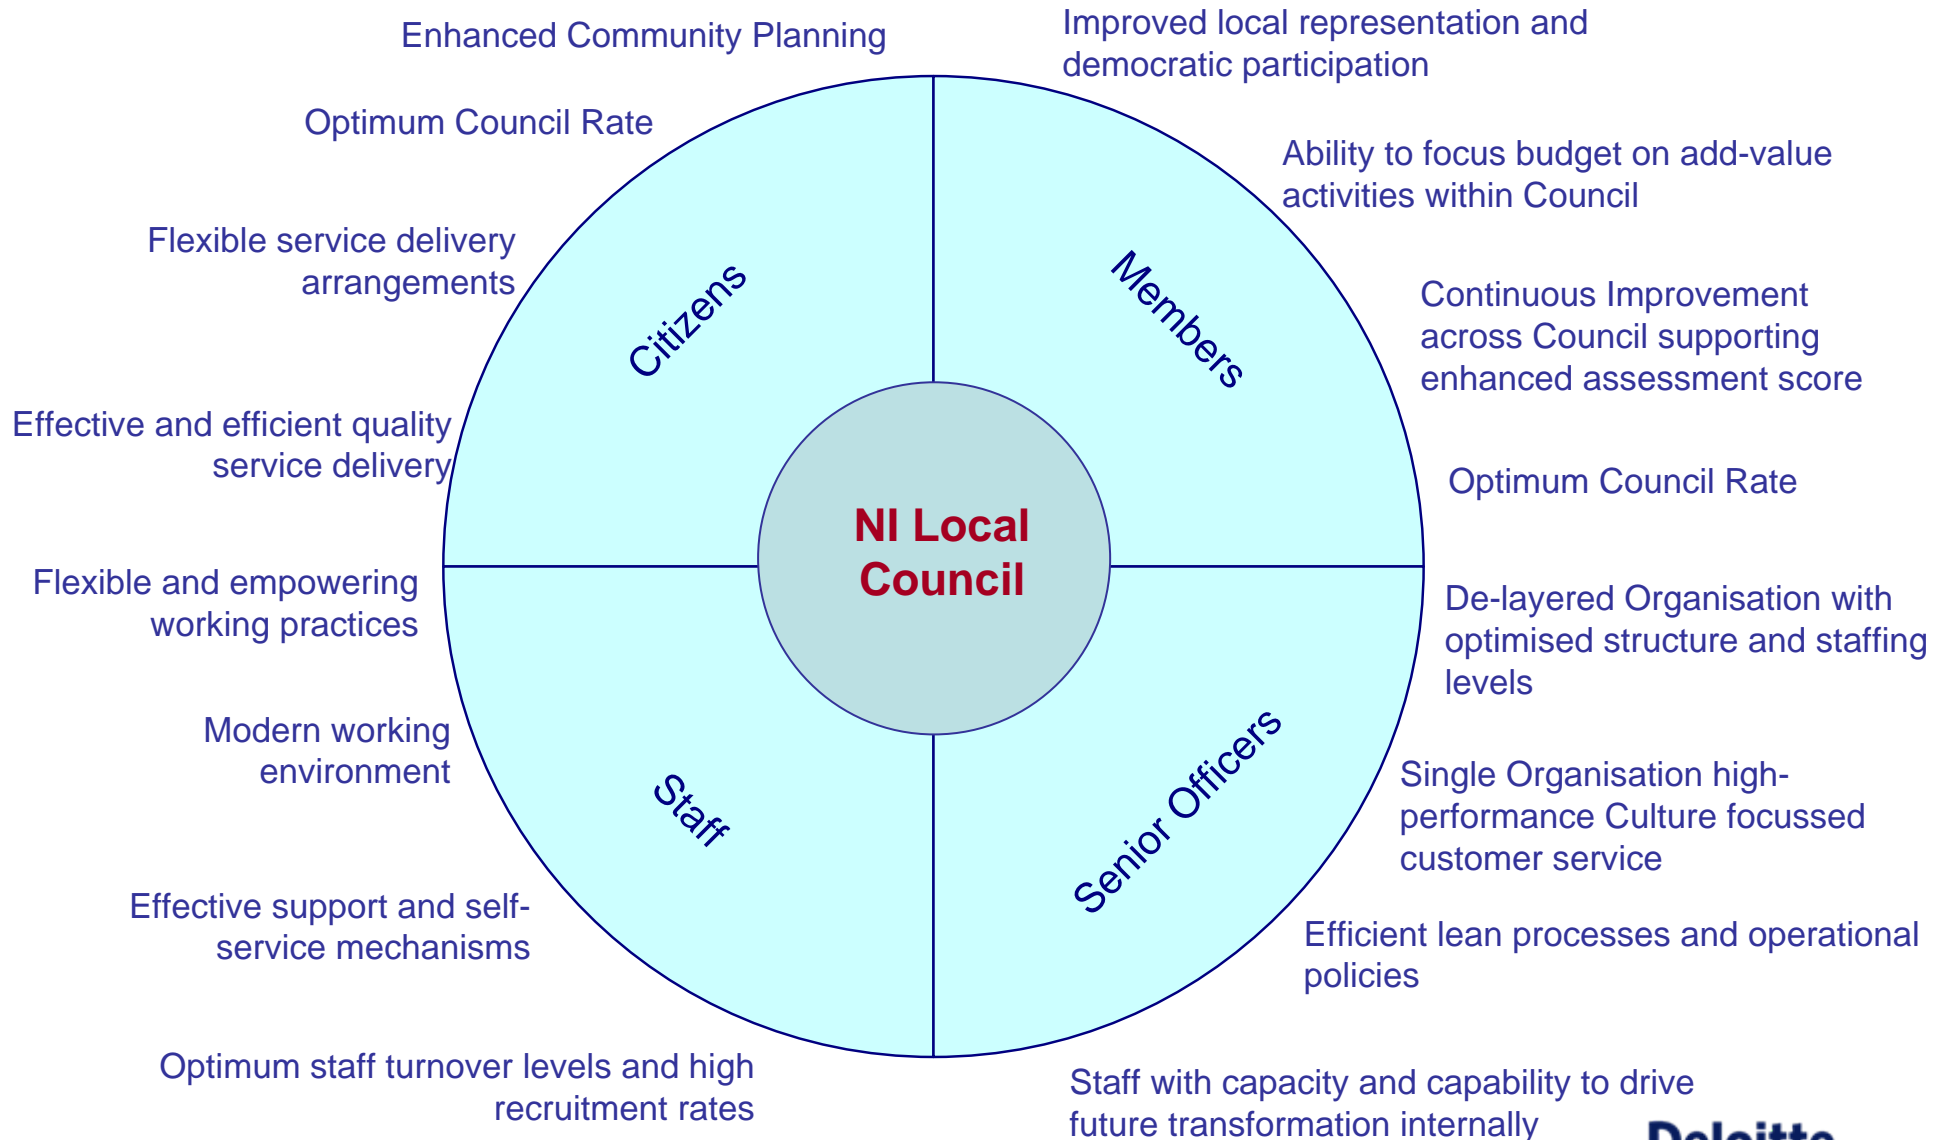 Enhanced Community Planning
Improved local representation and
democratic participation
Optimum Council Rate
Ability to focus budget on add-value
activities within Council
Flexible service delivery
arrangements
Citizens
Members
Continuous Improvement
across Council supporting
enhanced assessment score
Effective and efficient quality
service delivery
Optimum Council Rate
NI Local
Council
Flexible and empowering
working practices
De-layered Organisation with
optimised structure and staffing
levels
Modern working
environment
Staff
Senior Officers
Single Organisation high-
performance Culture focussed
customer service
Effective support and self-
service mechanisms
Efficient lean processes and operational
policies
Optimum staff turnover levels and high
recruitment rates
Staff with capacity and capability to drive
future transformation internally
Deloitte